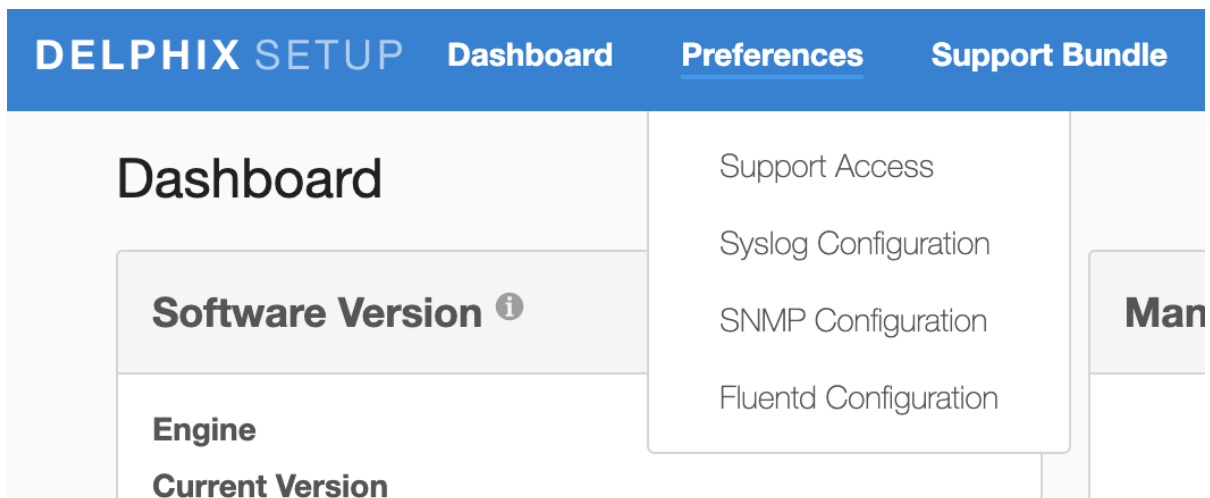 DELPHIX SETUP Dashboard Preferences Support Bundle
Dashboard
Support Access
Syslog Configuration
SNMP Configuration
Fluentd Configuration
Software Version
Engine
Current Version